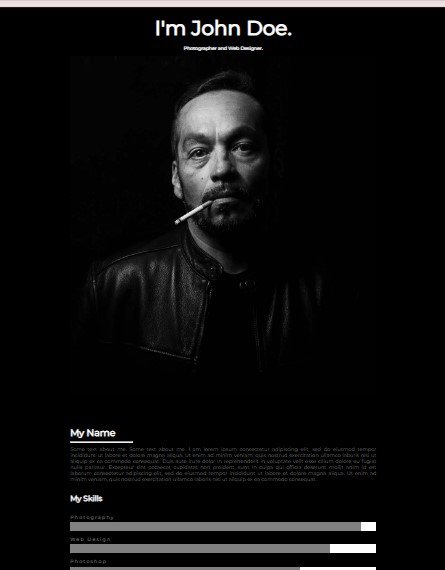 I'm John Doe.
Photographer and Web Designer.
My Name
Some text about me. Some text about me. I am lorem ipsum consectetur adipiscing elit, sed do eiusmod tempor
incididunt ut labore et dolore magna aliqua. Ut enim ad minim veniam, quis nostrud exercitation ullamco laboris nisi ut
aliquip ex ea commodo consequat. Duis aute irure dolor in reprehenderit in voluptate velit esse cillum dolore eu fugiat
nulla pariatur. Excepteur sint occaecat cupidatat non proident, sunt in culpa qui officia deserunt mollit anim id est
laborum consectetur adipiscing elit, sed do eiusmod tempor incididunt ut labore et dolore magna aliqua. Ut enim ad
minim veniam, quis nostrud exercitation ullamco laboris nisi ut aliquip ex ea commodo consequat.
My Skills
Photography
Web Design
Photoshop